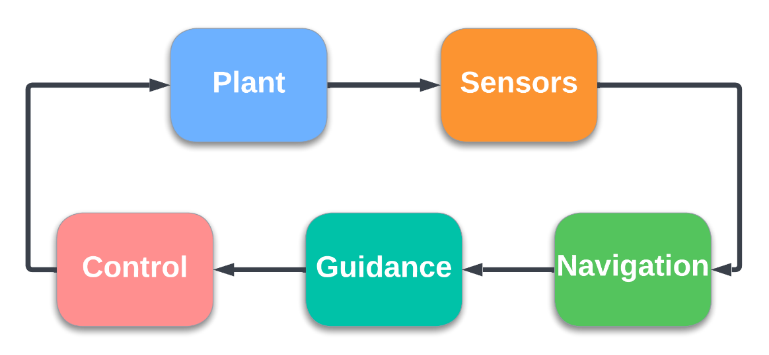 Plant
Sensors
Control
Guidance
Navigation